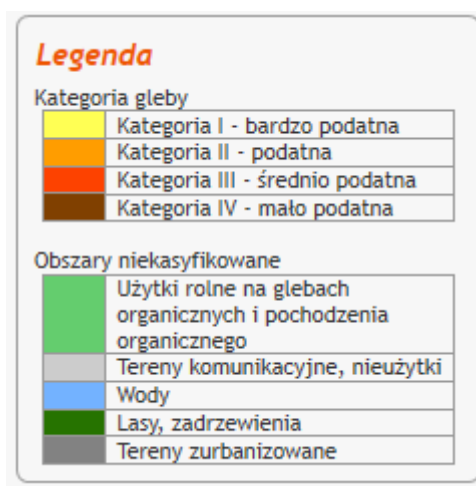 Legenda
Kategoria gleby
Kategoria I - bardzo podatna
Kategoria II - podatna
Kategoria III - średnio podatna
Kategoria IV - mało podatna
Obszary niekasyfikowane
Użytki rolne na glebach
organicznych i pochodzenia
organicznego
Tereny komunikacyjne, nieużytki
Wody
Lasy, zadrzewienia
Tereny zurbanizowane